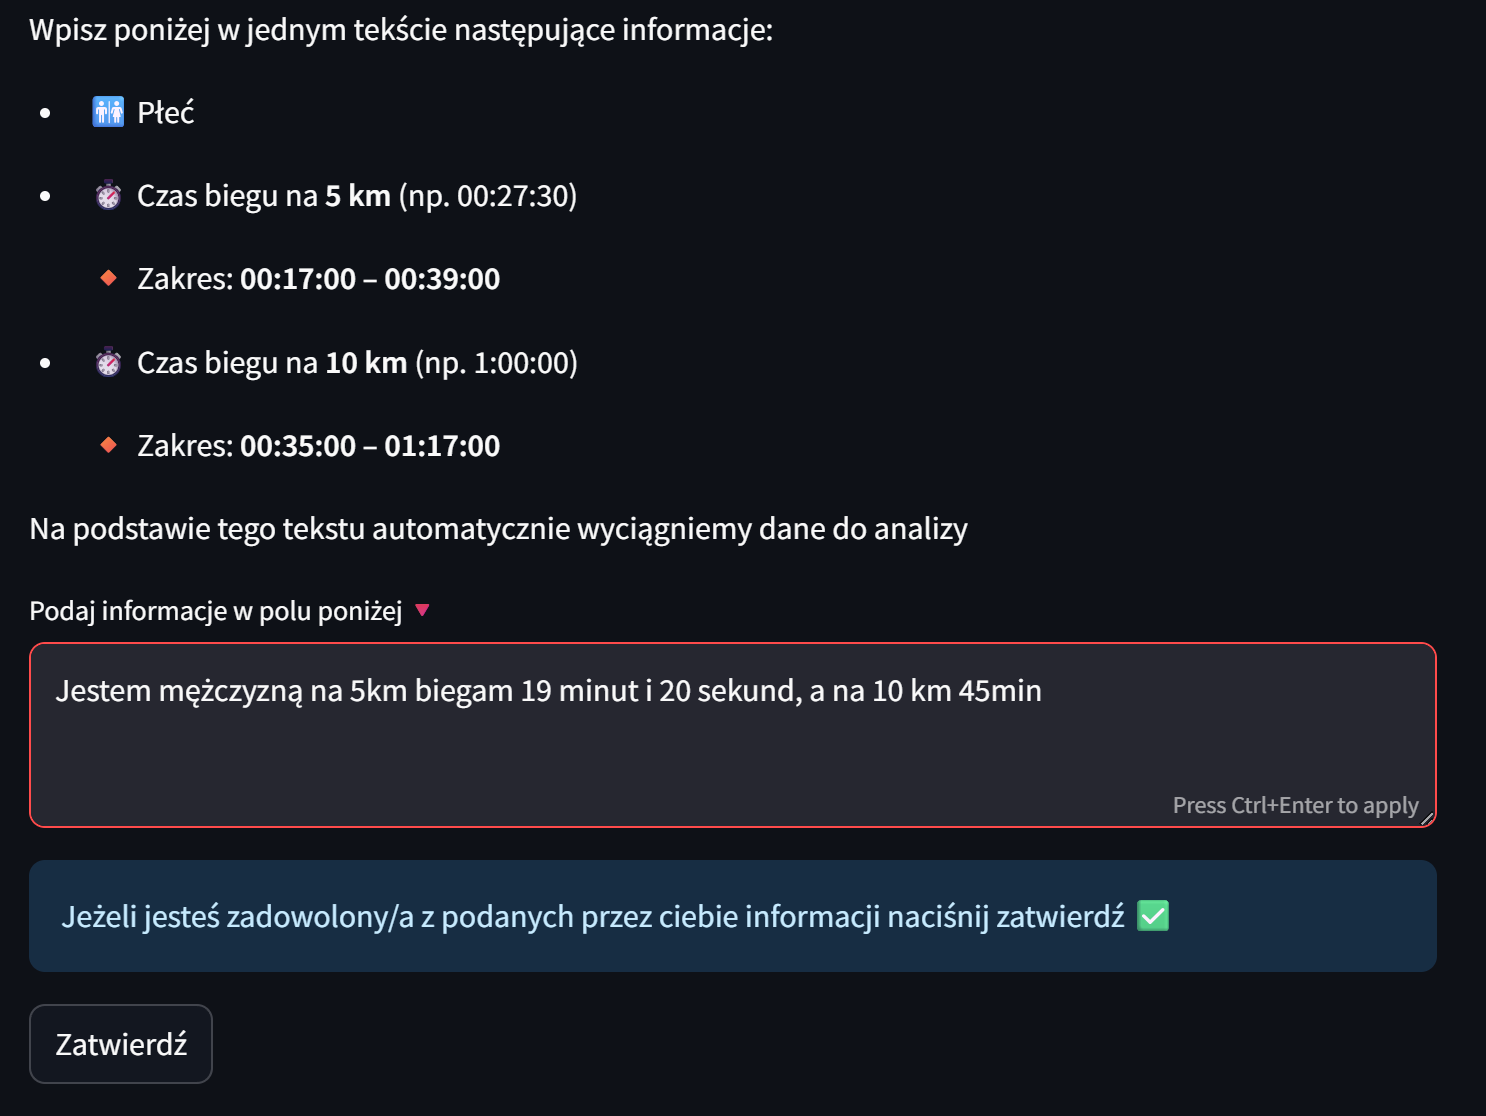 Wpisz poniżej w jednym tekście następujące informacje:
Płeć
Czas biegu na 5 km (np. 00:27:30)
Zakres: 00:17:00 – 00:39:00
Czas biegu na 10 km (np. 1:00:00)
Zakres: 00:35:00 – 01:17:00
Na podstawie tego tekstu automatycznie wyciągniemy dane do analizy
Podaj informacje w polu poniżej
Jestem mężczyzną na 5km biegam 19 minut i 20 sekund, a na 10 km 45min
Press Ctrl+Enter to apply
Jeżeli jesteś zadowolony/a z podanych przez ciebie informacji naciśnij zatwierdź
Zatwierdź